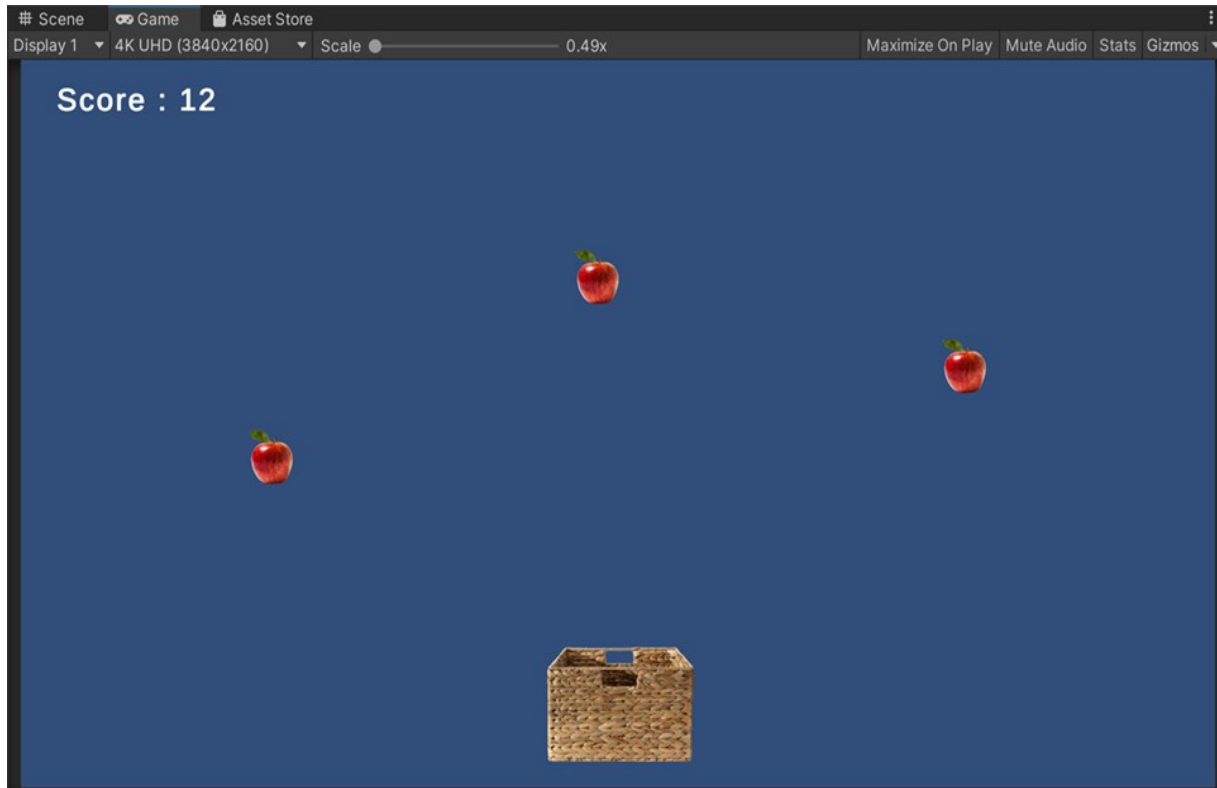 Scene Game Asset Store
Display 1 4K UHD (3840x2160) Scale 0.49x Maximize On Play Mute Audio Stats Gizmos
Score : 12